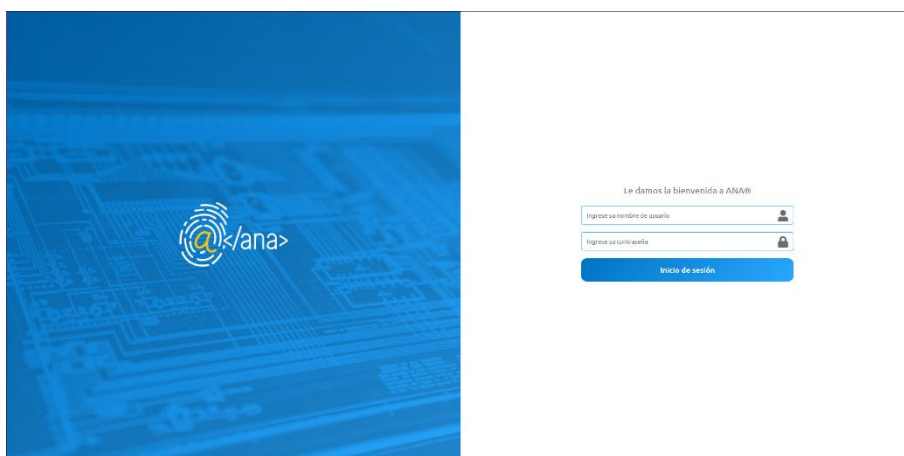 a</ana>
Le damos la bienvenida a ANA®
Ingrese su nombre de usuario
Ingrese su contraseña
Inicio de sesión